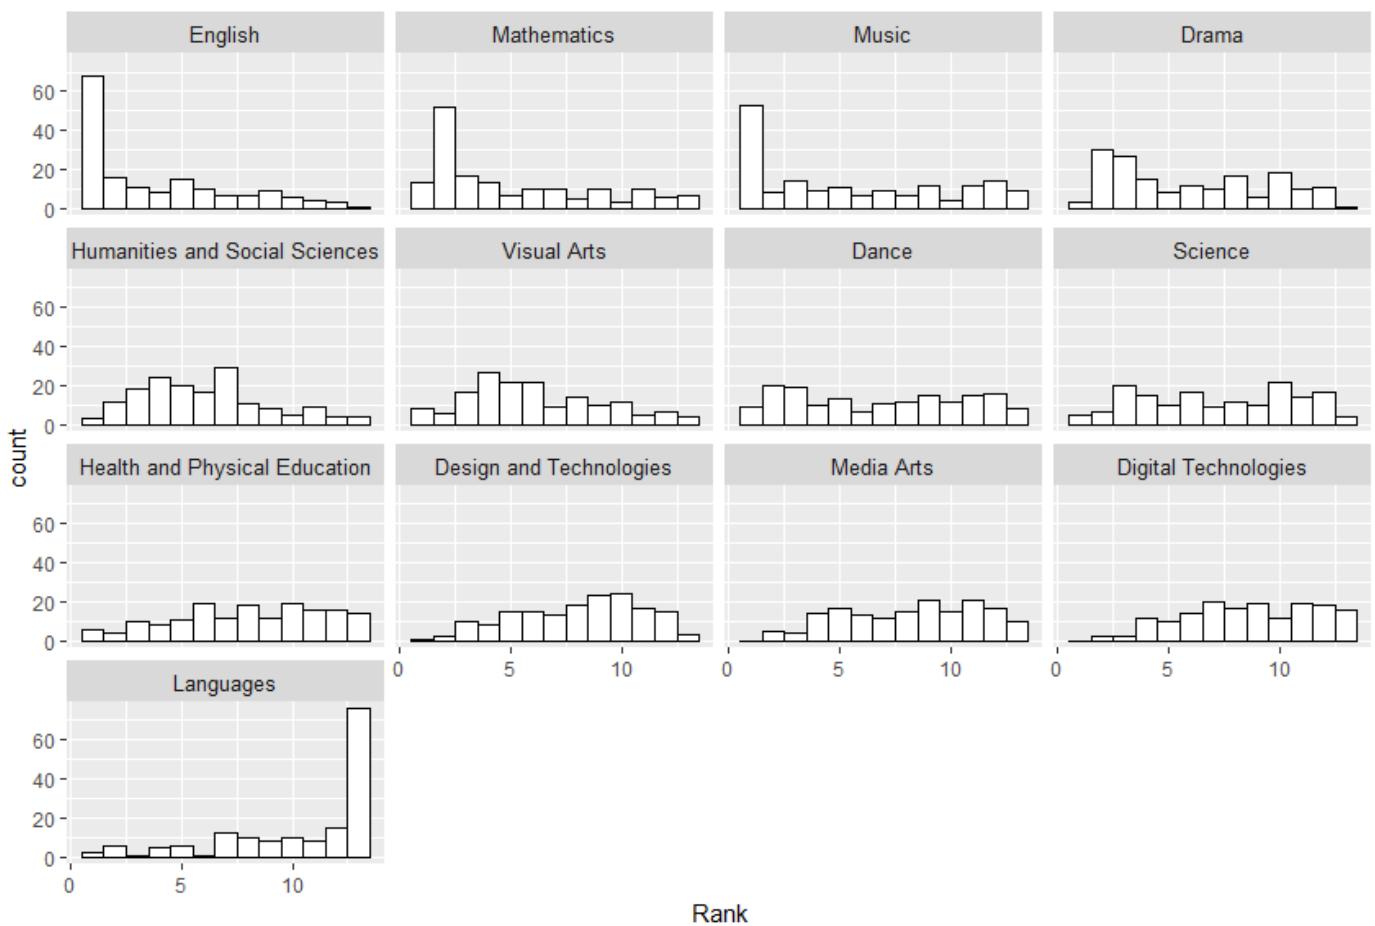 English Mathematics Music Drama
60
40
20
0
Humanities and Social Sciences Visual Arts Dance Science
60
40
20
0
Health and Physical Education Design and Technologies Media Arts Digital Technologies
60
40
20
0
0 5 10 0 5 10 0 5 10
Languages
60
40
20
0
0 5 10
count
Rank